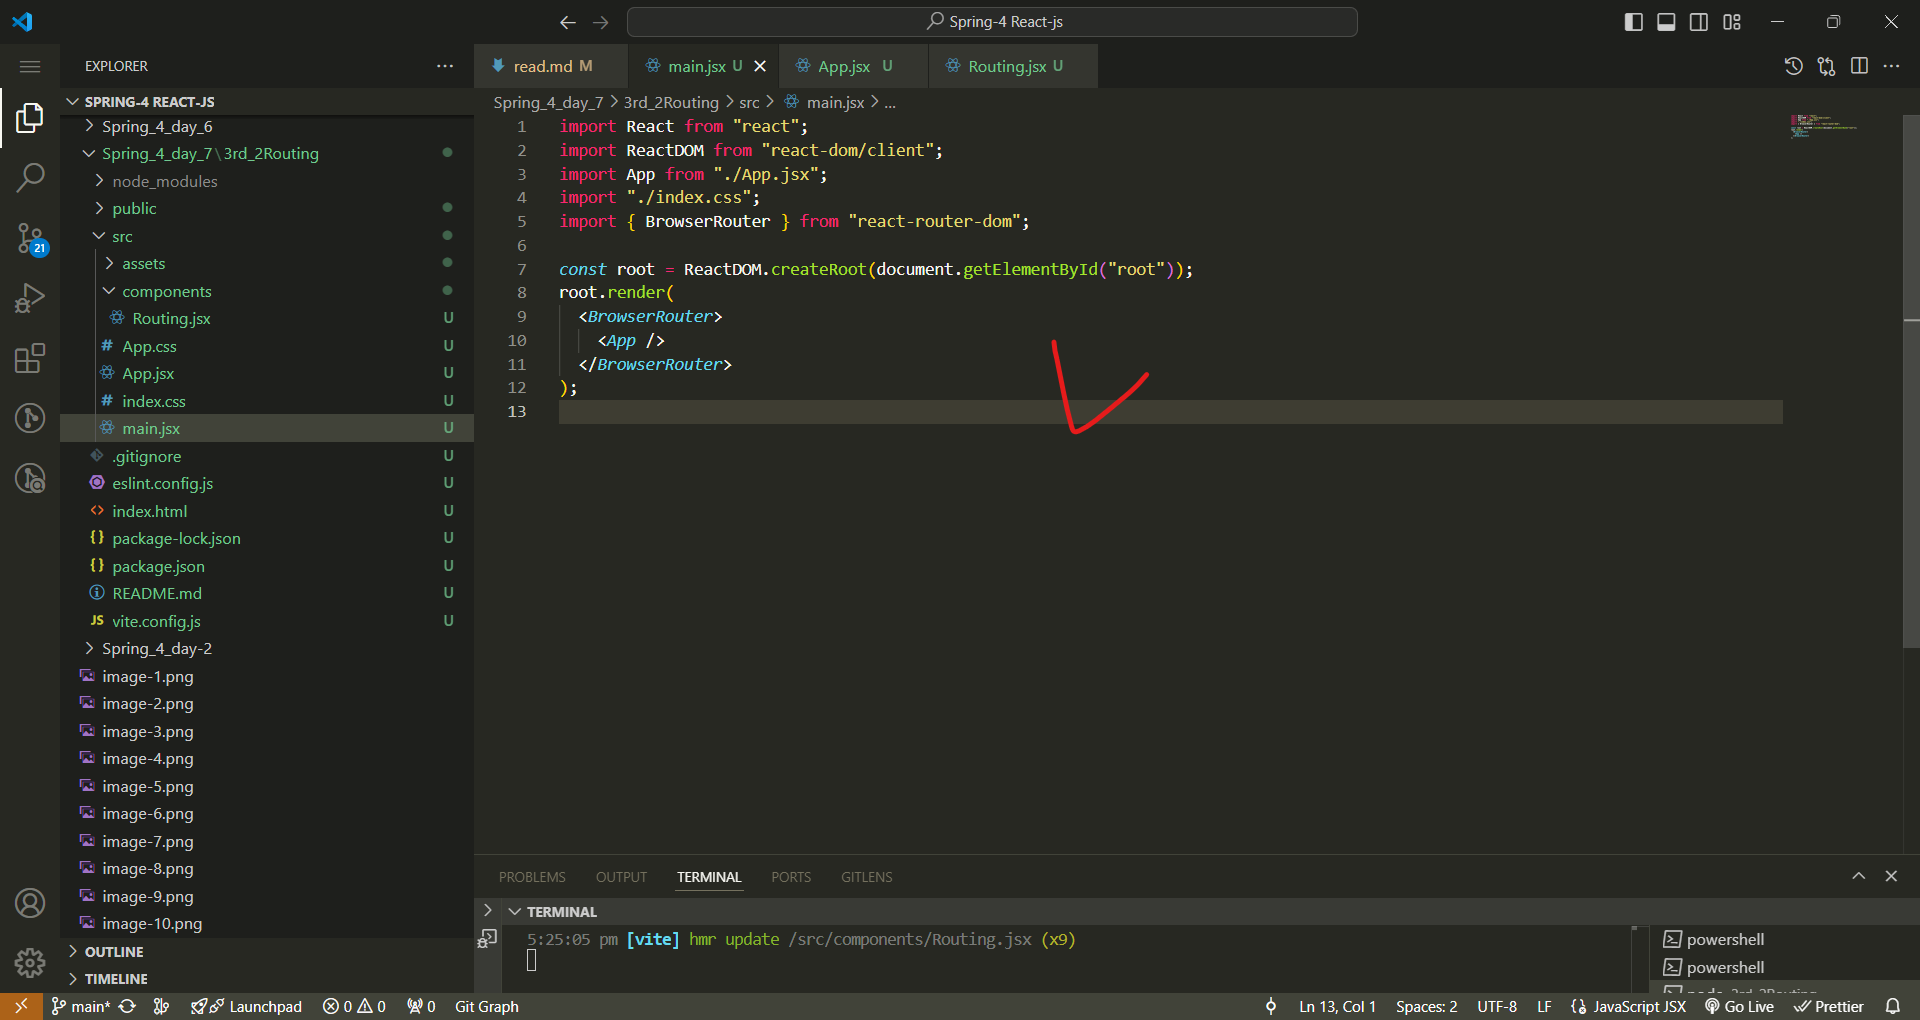 Spring-4 React-js
EXPLORER
SPRING-4 REACT-JS
Spring_4_day_6
Spring_4_day_7\3rd_2Routing
node_modules
public
src
assets
components
Routing.jsx U
App.css U
App.jsx U
index.css U
main.jsx U
.gitignore U
eslint.config.js U
index.html U
package-lock.json U
package.json U
README.md U
vite.config.js U
Spring_4_day-2
image-1.png
image-2.png
image-3.png
image-4.png
image-5.png
image-6.png
image-7.png
image-8.png
image-9.png
image-10.png
OUTLINE
TIMELINE
21
read.md M main.jsx U App.jsx U Routing.jsx U
Spring_4_day_7 > 3rd_2Routing > src > main.jsx > ...
1 import React from "react";
2 import ReactDOM from "react-dom/client";
3 import App from "./App.jsx";
4 import "./index.css";
5 import { BrowserRouter } from "react-router-dom";
6
7 const root = ReactDOM.createRoot(document.getElementById("root"));
8 root.render(
9 <BrowserRouter>
10 <App />
11 </BrowserRouter>
12 );
13
PROBLEMS OUTPUT TERMINAL PORTS GITLENS
TERMINAL
5:25:05 pm [vite] hmr update /src/components/Routing.jsx (x9)
powershell
powershell
node 3rd_2Routing
main* Launchpad 0 0 0 Git Graph Ln 13, Col 1 Spaces: 2 UTF-8 LF JavaScript JSX Go Live Prettier